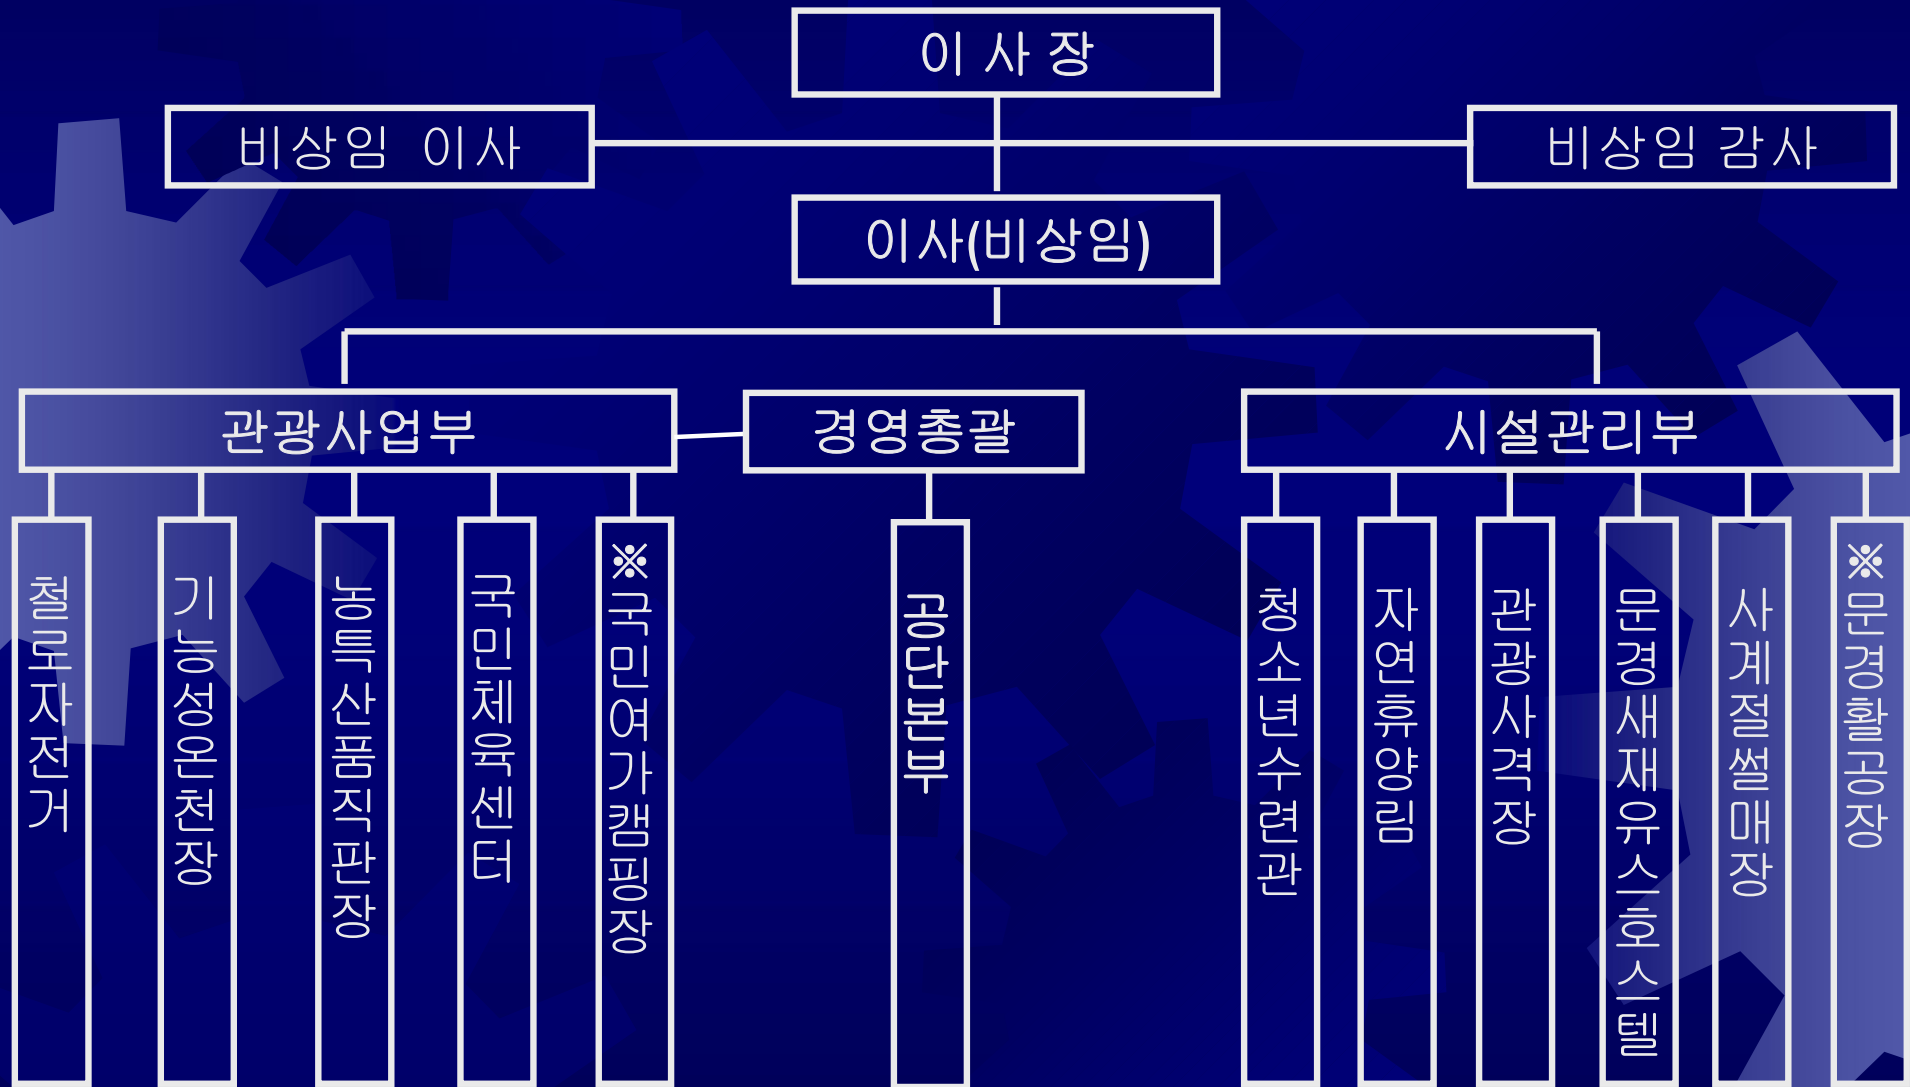 이 사 장
비상임 이사
비상임 감사
이사(비상임)
관광사업부
경영총괄
시설관리부
철로자전거
기능성온천장
농특산품직판장
국민체육센터
※국민여가캠핑장
공단본부
청소년수련관
자연휴양림
관광사격장
문경새재유스호스텔
사계절썰매장
※문경활공장